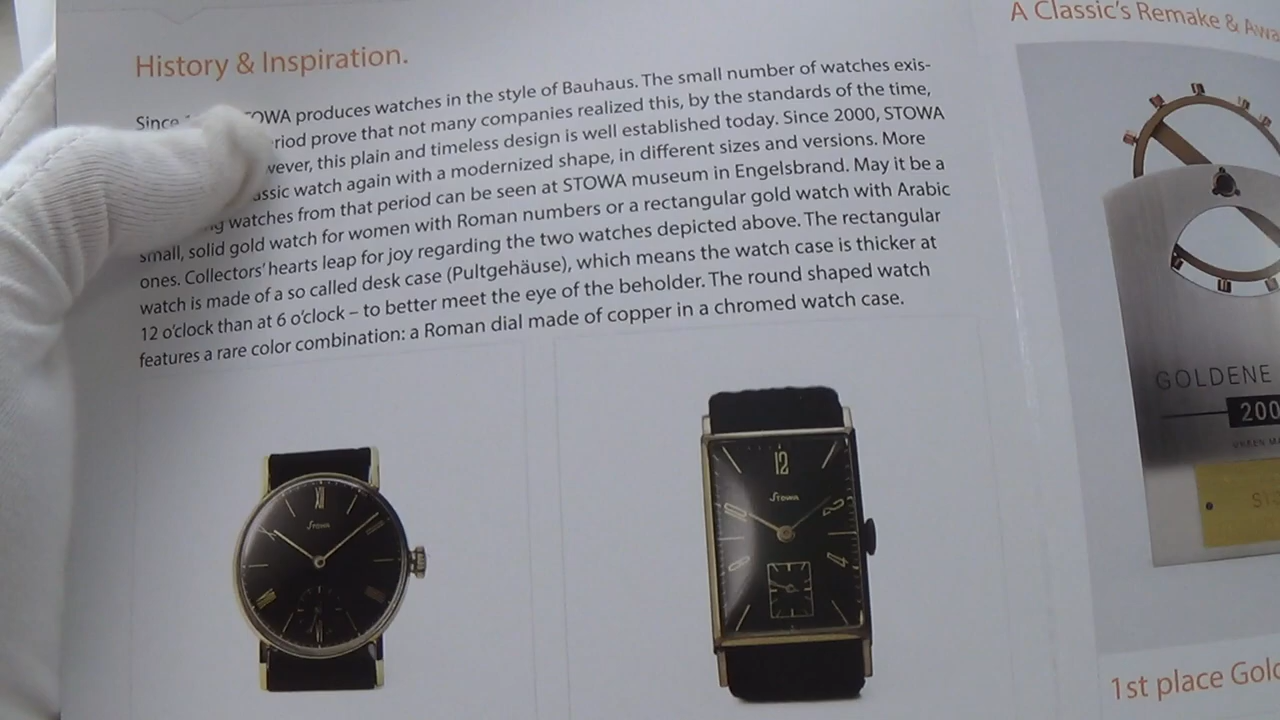 History & Inspiration.
Since STOWA produces watches in the style of Bauhaus. The small number of watches exis-
prove that not many companies realized this, by the standards of the time,
this plain and timeless design is well established today. Since 2000, STOWA
watch again with a modernized shape, in different sizes and versions. More
watches from that period can be seen at STOWA museum in Engelsbrand. May it be a
small, solid gold watch for women with Roman numbers or a rectangular gold watch with Arabic
ones. Collectors' hearts leap for joy regarding the two watches depicted above. The rectangular
watch is made of a so called desk case (Pultgehäuse), which means the watch case is thicker at
12 o'clock than at 6 o'clock – to better meet the eye of the beholder. The round shaped watch
features a rare color combination: a Roman dial made of copper in a chromed watch case.
STOWA
12
STOWA
2
4
8
A Classic's Remake &
GOLDENE
1st place